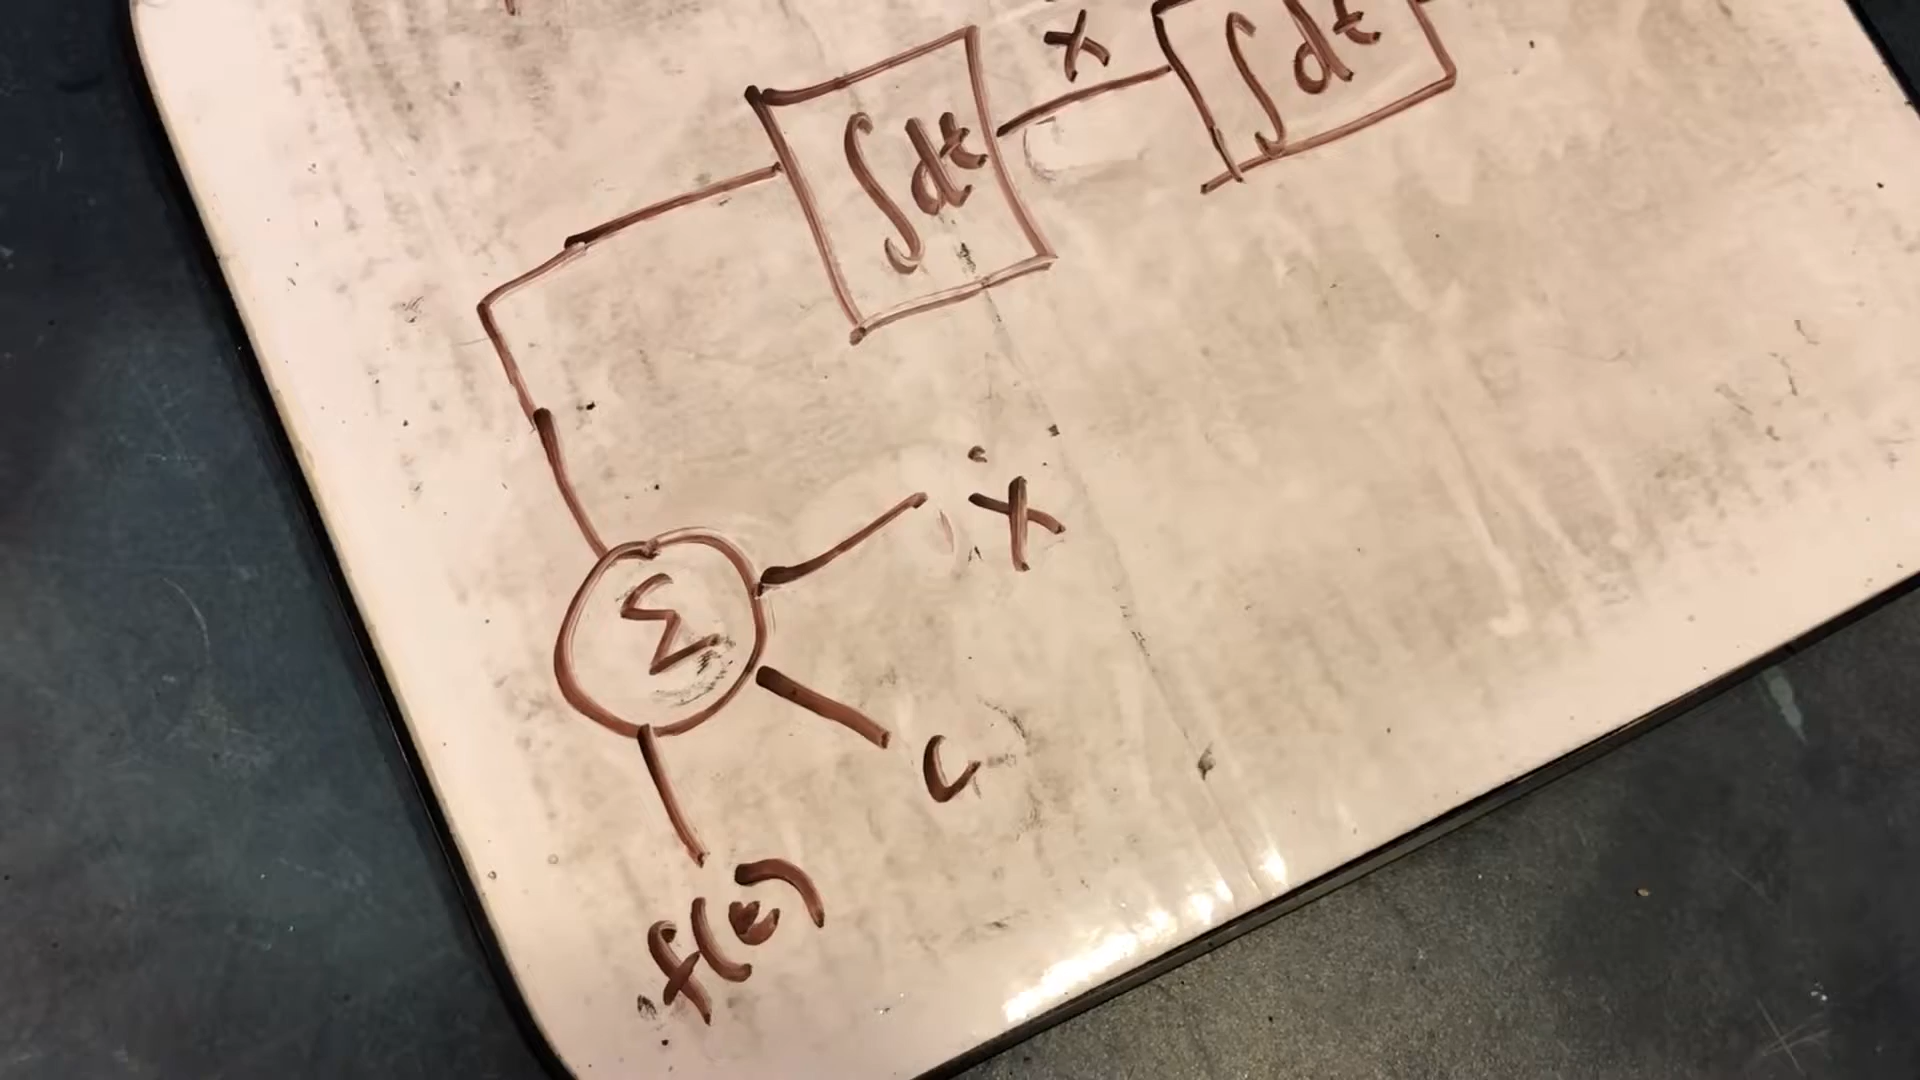 ∫dt
x
∫dt
Σ
ẋ
c
f(t)